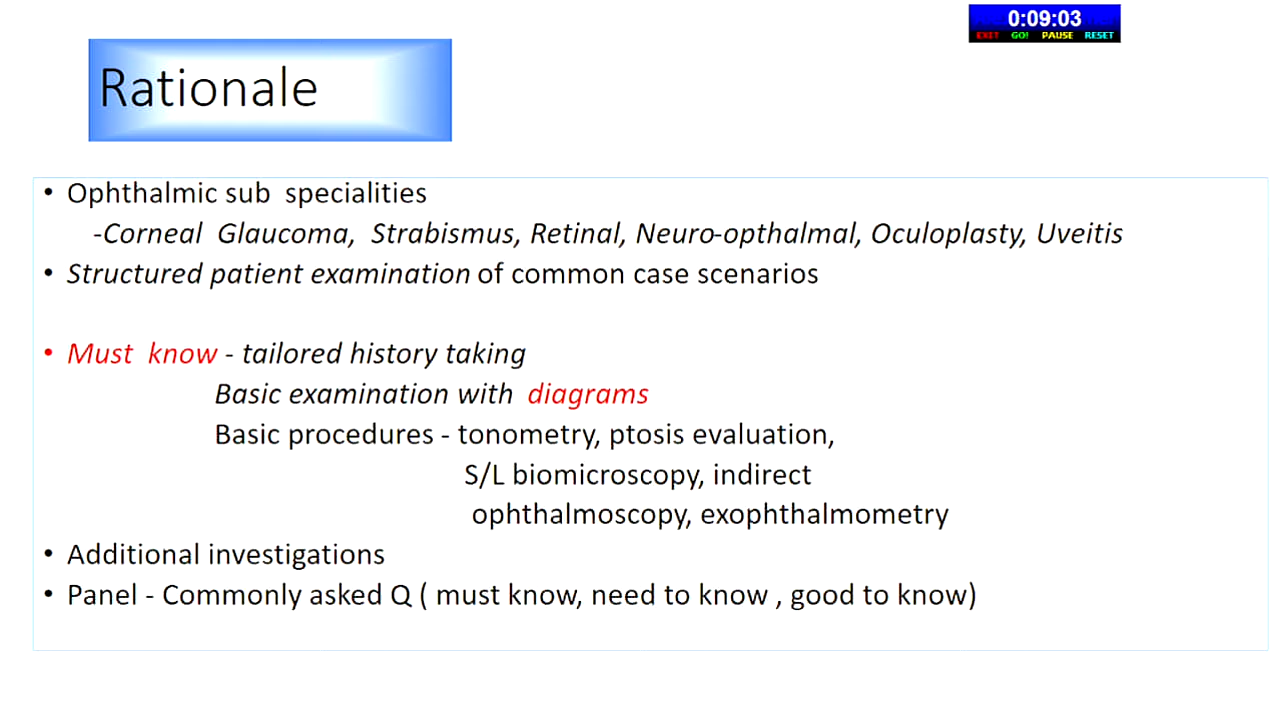 0:09:03
EXIT GO! PAUSE RESET
Rationale
• Ophthalmic sub specialities
-Corneal Glaucoma, Strabismus, Retinal, Neuro-opthalmal, Oculoplasty, Uveitis
• Structured patient examination of common case scenarios
• Must know - tailored history taking
Basic examination with diagrams
Basic procedures - tonometry, ptosis evaluation,
S/L biomicroscopy, indirect
ophthalmoscopy, exophthalmometry
• Additional investigations
• Panel - Commonly asked Q ( must know, need to know , good to know)